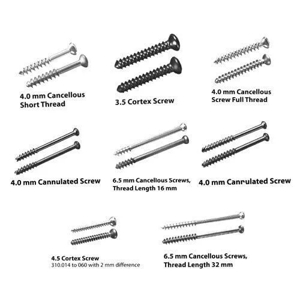 4.0 mm Cancellous
Short Thread
3.5 Cortex Screw
4.0 mm Cancellous
Screw Full Thread
4.0 mm Cannulated Screw
6.5 mm Cancellous Screws,
Thread Length 16 mm
4.0 mm Cannulated Screw
4.5 Cortex Screw
310.014 to 060 with 2 mm difference
6.5 mm Cancellous Screws,
Thread Length 32 mm